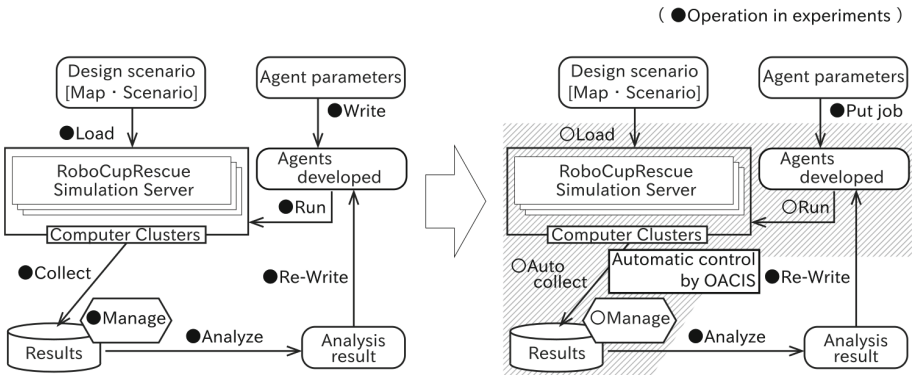 ( ●Operation in experiments )
Design scenario
[Map・Scenario]
Agent parameters
●Load
●Write
RoboCupRescue
Simulation Server
Agents
developed
●Run
Computer Clusters
●Collect
●Re-Write
●Manage
●Analyze
Results
Analysis
result
Design scenario
[Map・Scenario]
Agent parameters
○Load
●Put job
RoboCupRescue
Simulation Server
Agents
developed
○Run
Computer Clusters
○Auto
collect
Automatic control
by OACIS
●Re-Write
○Manage
●Analyze
Results
Analysis
result